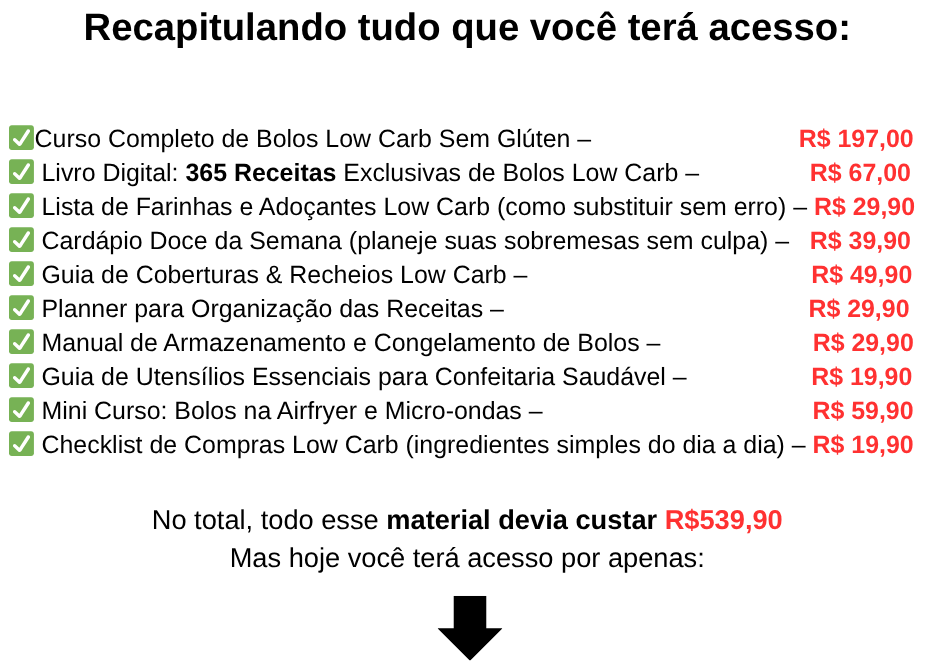 Recapitulando tudo que você terá acesso:
✅Curso Completo de Bolos Low Carb Sem Glúten – R$ 197,00
✅ Livro Digital: 365 Receitas Exclusivas de Bolos Low Carb – R$ 67,00
✅ Lista de Farinhas e Adoçantes Low Carb (como substituir sem erro) – R$ 29,90
✅ Cardápio Doce da Semana (planeje suas sobremesas sem culpa) – R$ 39,90
✅ Guia de Coberturas & Recheios Low Carb – R$ 49,90
✅ Planner para Organização das Receitas – R$ 29,90
✅ Manual de Armazenamento e Congelamento de Bolos – R$ 29,90
✅ Guia de Utensílios Essenciais para Confeitaria Saudável – R$ 19,90
✅ Mini Curso: Bolos na Airfryer e Micro-ondas – R$ 59,90
✅ Checklist de Compras Low Carb (ingredientes simples do dia a dia) – R$ 19,90
No total, todo esse material devia custar R$539,90
Mas hoje você terá acesso por apenas: